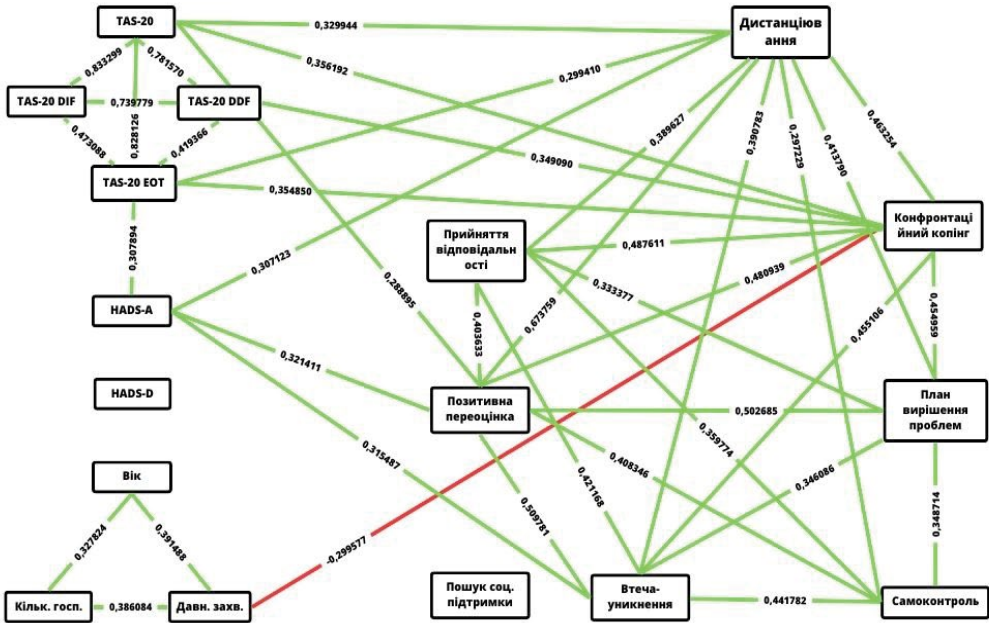 TAS-20
0,329944
Дистанціюв
ання
0,833299
0,781570
0,356192
0,299410
TAS-20 DIF
0,739779
TAS-20 DDF
0,828126
0,473088
0,419366
0,389627
0,390783
0,297229
0,413790
0,463254
TAS-20 EOT
0,349090
0,354850
Прийняття
відповідальн
ості
0,487611
Конфронтаці
йний копінг
0,307894
0,307123
0,288895
0,480939
0,333377
HADS-A
0,403633
0,673759
0,455106
0,454959
0,321411
HADS-D
Позитивна
переоцінка
0,502685
План
вирішення
проблем
0,315487
0,359774
0,408346
Вік
0,421168
0,346086
0,509781
0,348714
0,327824
0,391488
-0,299577
Кільк. госп.
0,386084
Давн. захв.
Пошук соц.
підтримки
Втеча-
уникнення
0,441782
Самоконтроль